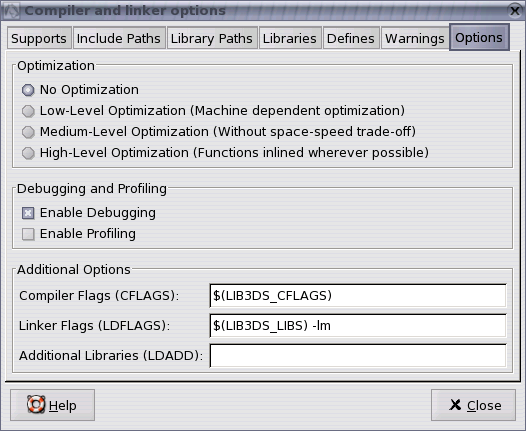 Compiler and linker options
Supports Include Paths Library Paths Libraries Defines Warnings Options
Optimization
No Optimization
Low-Level Optimization (Machine dependent optimization)
Medium-Level Optimization (Without space-speed trade-off)
High-Level Optimization (Functions inlined wherever possible)
Debugging and Profiling
Enable Debugging
Enable Profiling
Additional Options
Compiler Flags (CFLAGS): $(LIB3DS_CFLAGS)
Linker Flags (LDFLAGS): $(LIB3DS_LIBS) -lm
Additional Libraries (LDADD):
Help Close